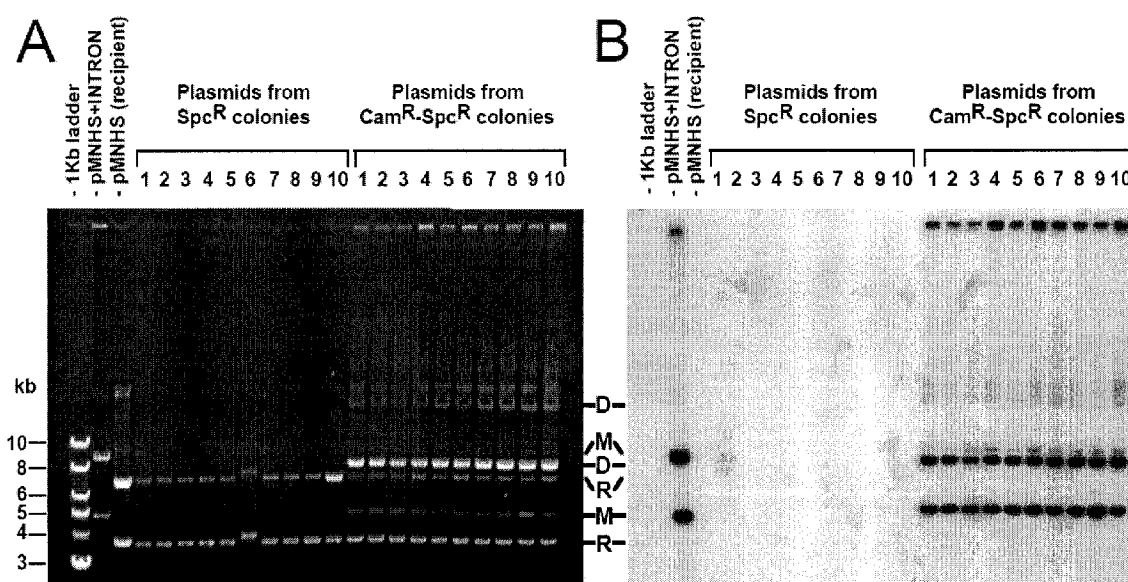 A
- 1Kb ladder
- pMNHS+INTRON
- pMNHS (recipient)
Plasmids from
SpcR colonies
Plasmids from
CamR-SpcR colonies
1 2 3 4 5 6 7 8 9 10
1 2 3 4 5 6 7 8 9 10
kb
10
8
6
5
4
3
D
M
D
R
M
R
B
- 1Kb ladder
- pMNHS+INTRON
- pMNHS (recipient)
Plasmids from
SpcR colonies
Plasmids from
CamR-SpcR colonies
1 2 3 4 5 6 7 8 9 10
1 2 3 4 5 6 7 8 9 10